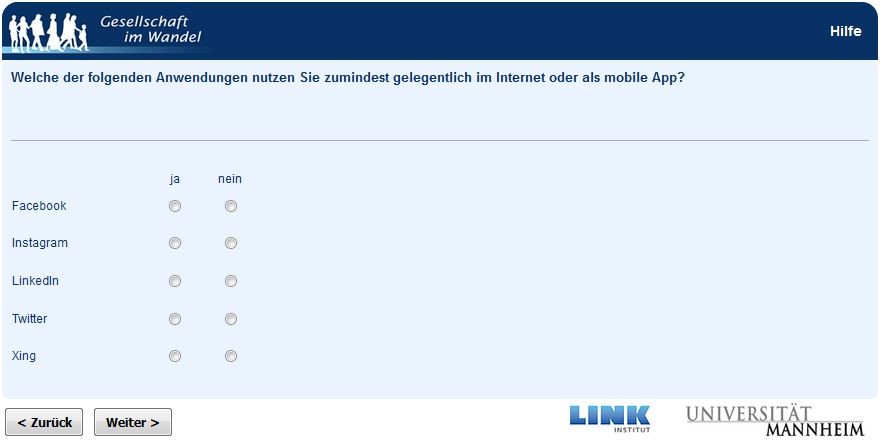 Gesellschaft
im Wandel
Hilfe
Welche der folgenden Anwendungen nutzen Sie zumindest gelegentlich im Internet oder als mobile App?
ja nein
Facebook
Instagram
LinkedIn
Twitter
Xing
< Zurück Weiter >
LINK
INSTITUT
UNIVERSITÄT
MANNHEIM